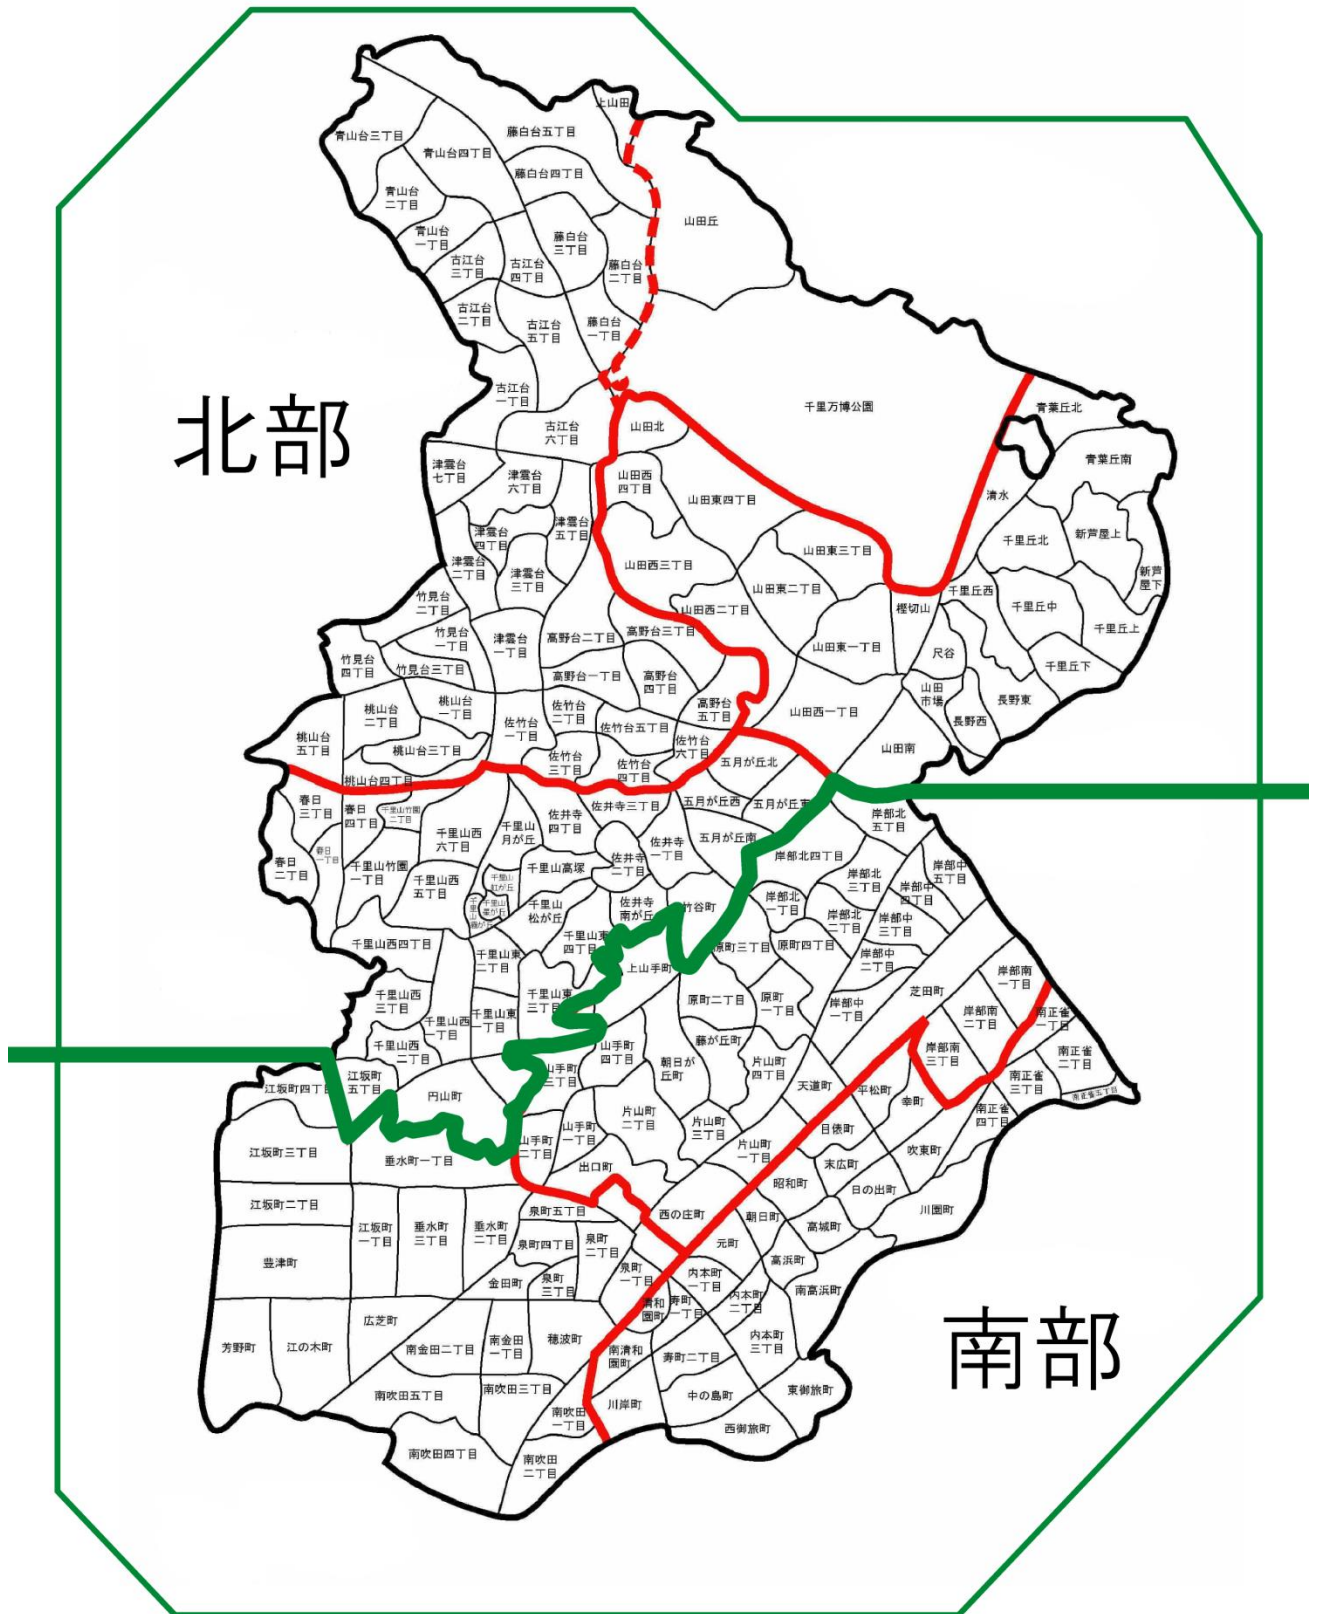 上山田
青山台三丁目
藤白台五丁目
青山台四丁目
藤白台四丁目
青山台
二丁目
山田丘
青山台
一丁目
藤白台
三丁目
古江台
三丁目
古江台
四丁目
藤白台
二丁目
古江台
二丁目
古江台
五丁目
藤白台
一丁目
古江台
一丁目
千里万博公園
青葉丘北
北部
古江台
六丁目
山田北
青葉丘南
津雲台
七丁目
津雲台
六丁目
山田西
四丁目
山田東四丁目
清水
津雲台
五丁目
津雲台
四丁目
千里丘北
新芦屋上
山田東三丁目
津雲台
二丁目
津雲台
三丁目
山田西三丁目
山田東二丁目
新芦
屋下
千里丘西
竹見台
二丁目
山田西二丁目
樫切山
千里丘中
千里丘上
竹見台
一丁目
津雲台
一丁目
高野台二丁目
高野台三丁目
山田東一丁目
尺谷
竹見台
四丁目
竹見台三丁目
高野台一丁目
高野台
四丁目
千里丘下
山田
市場
長野東
桃山台
二丁目
桃山台
一丁目
佐竹台
二丁目
高野台
五丁目
山田西一丁目
長野西
佐竹台
一丁目
佐竹台五丁目
桃山台
五丁目
桃山台三丁目
佐竹台
六丁目
山田南
佐竹台
三丁目
佐竹台
四丁目
五月が丘北
桃山台四丁目
春日
三丁目
春日
四丁目
千里山竹園
二丁目
佐井寺三丁目
五月が丘西
五月が丘東
佐井寺
四丁目
岸部北
五丁目
千里山西
六丁目
千里山
月が丘
五月が丘南
佐井寺
一丁目
春日
一丁目
春日
二丁目
岸部北四丁目
千里山竹園
一丁目
千里山高塚
佐井寺
二丁目
岸部中
五丁目
岸部北
三丁目
千里山西
五丁目
千里山
虹が丘
岸部中
四丁目
千里山
星が丘
千里山
藤が丘
千里山
松が丘
佐井寺
南が丘
竹谷町
岸部北
一丁目
岸部北
二丁目
岸部中
三丁目
千里山西四丁目
千里山東
二丁目
千里山東
四丁目
原町三丁目
原町四丁目
岸部中
二丁目
上山手町
岸部南
一丁目
千里山西
三丁目
千里山東
三丁目
原町二丁目
原町
一丁目
岸部中
一丁目
芝田町
千里山西
一丁目
千里山東
一丁目
岸部南
二丁目
南正雀
一丁目
千里山西
二丁目
山手町
四丁目
藤が丘町
岸部南
三丁目
南正雀
二丁目
山手町
三丁目
朝日が
丘町
片山町
四丁目
江坂町四丁目
江坂町
五丁目
円山町
天道町
平松町
南正雀
三丁目
南正雀五丁目
幸町
南正雀
四丁目
片山町
二丁目
片山町
三丁目
目俵町
山手町
一丁目
山手町
二丁目
江坂町三丁目
垂水町一丁目
片山町
一丁目
吹東町
出口町
末広町
昭和町
日の出町
江坂町二丁目
泉町五丁目
西の庄町
朝日町
川園町
江坂町
一丁目
垂水町
三丁目
垂水町
二丁目
高城町
泉町四丁目
泉町
二丁目
元町
豊津町
高浜町
金田町
泉町
三丁目
泉町
一丁目
内本町
一丁目
南高浜町
内本町
二丁目
清和
園町
寿町
一丁目
広芝町
南部
芳野町
江の木町
南金田二丁目
南金田
一丁目
穂波町
内本町
三丁目
南清和
園町
寿町二丁目
南吹田五丁目
南吹田三丁目
中の島町
東御旅町
川岸町
南吹田
一丁目
西御旅町
南吹田四丁目
南吹田
二丁目